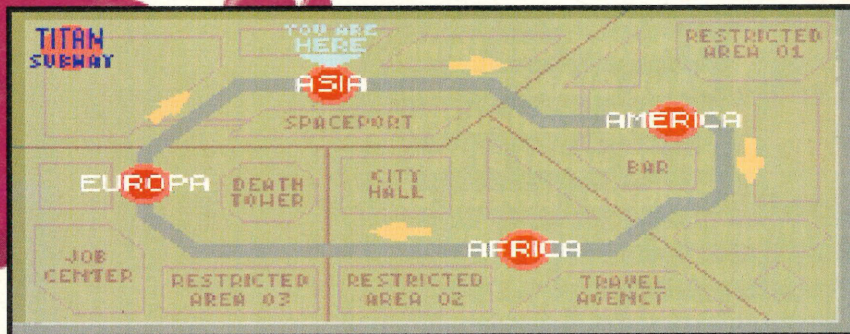 TITAN
SUBWAY
YOU ARE
HERE
RESTRICTED
AREA 01
ASIA
AMERICA
SPACEPORT
BAR
EUROPA
DEATH
TOWER
CITY
HALL
AFRICA
JOB
CENTER
RESTRICTED
AREA 03
RESTRICTED
AREA 02
TRAVEL
AGENCY